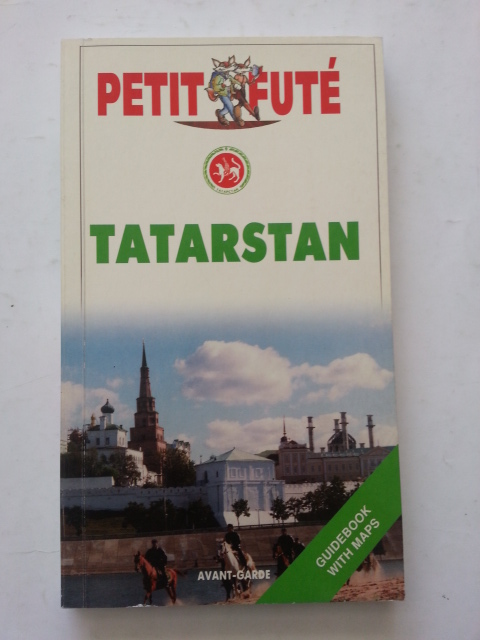 PETIT FUTÉ
TATARSTAN
GUIDEBOOK
WITH MAPS
AVANT-GARDE